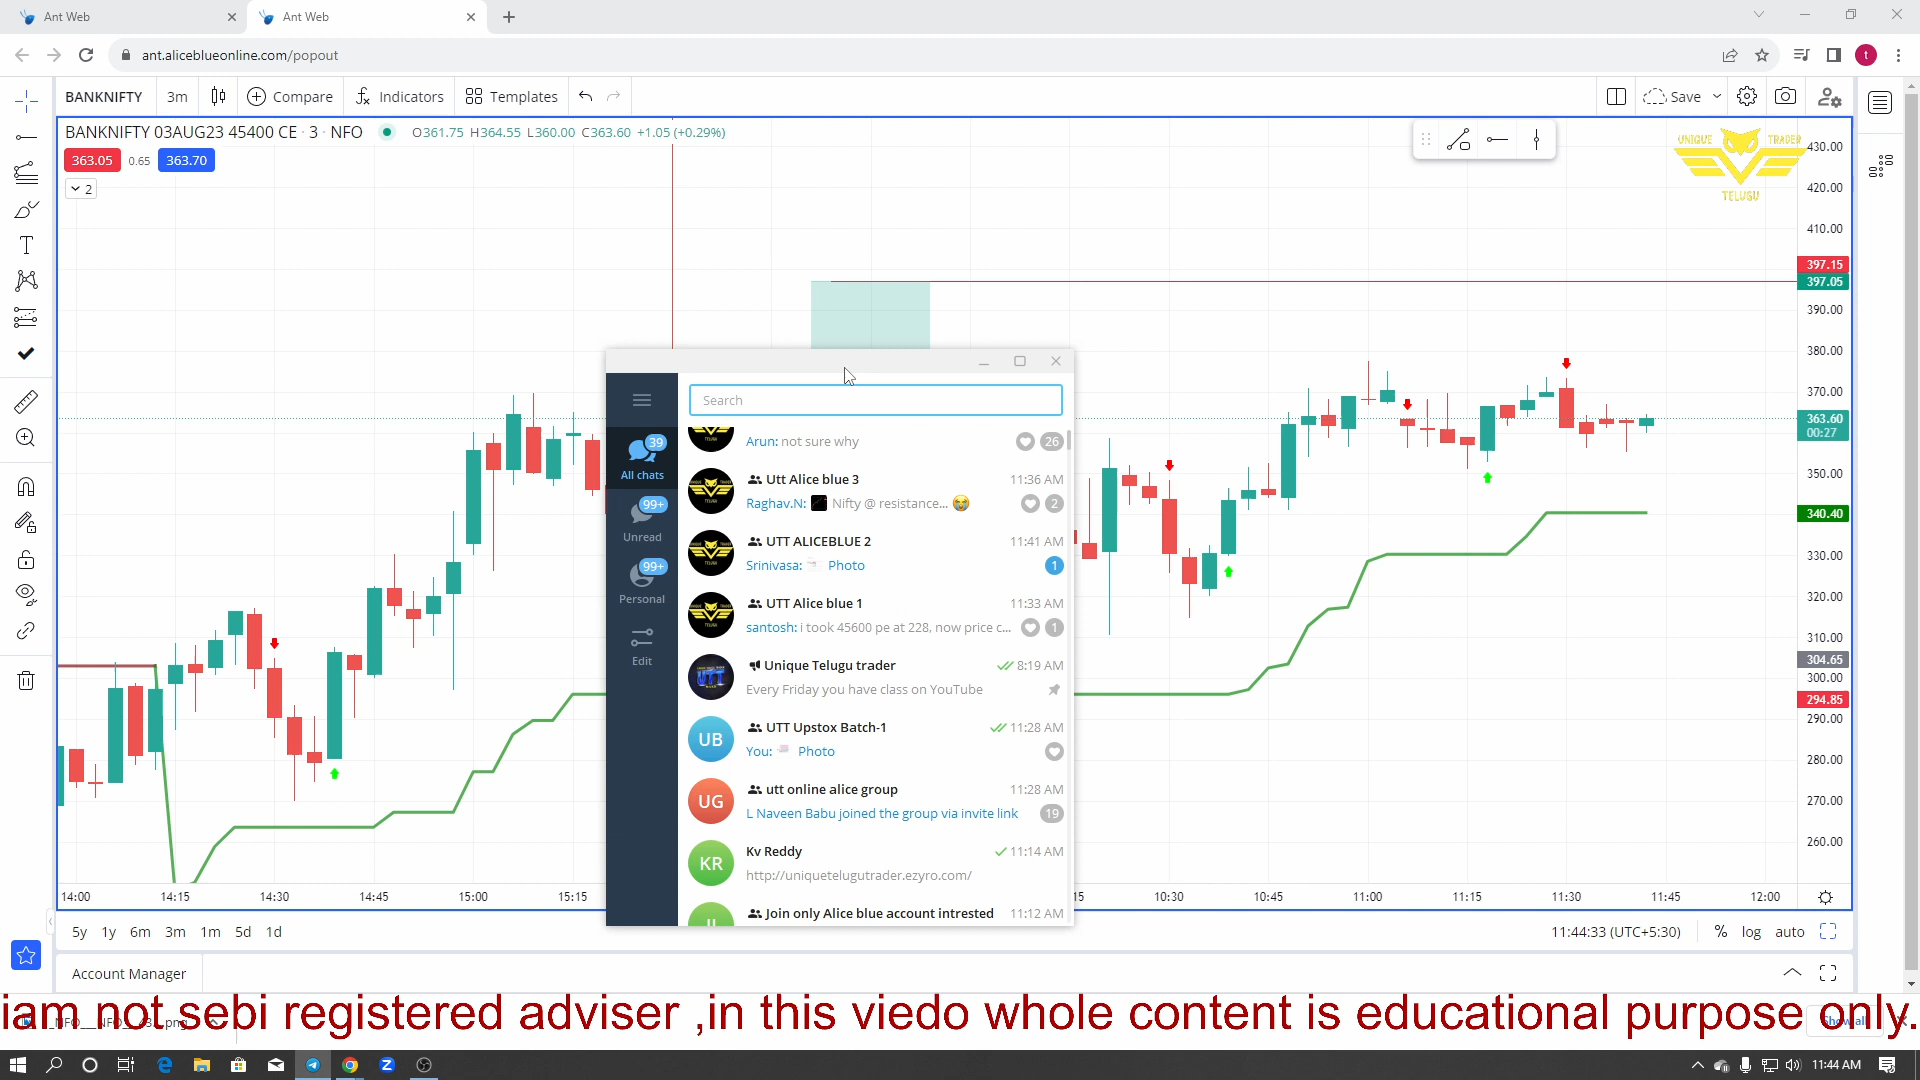 Ant Web
Ant Web
ant.aliceblueonline.com/popout
t
BANKNIFTY
3m
Compare
Indicators
Templates
Save
BANKNIFTY 03AUG23 45400 CE · 3 · NFO
O361.75 H364.55 L360.00 C363.60 +1.05 (+0.29%)
363.05
0.65
363.70
2
UNIQUE TRADER
TELUGU
430.00
420.00
410.00
397.15
397.05
390.00
380.00
370.00
363.60
00:27
350.00
340.40
330.00
320.00
310.00
304.65
300.00
294.85
290.00
280.00
270.00
260.00
Search
39
All chats
99+
Unread
99+
Personal
Edit
Arun: not sure why
26
Utt Alice blue 3
11:36 AM
Raghav.N: Nifty @ resistance... 😭
2
UTT ALICEBLUE 2
11:41 AM
Srinivasa: Photo
1
UTT Alice blue 1
11:33 AM
santosh: i took 45600 pe at 228, now price c...
1
Unique Telugu trader
8:19 AM
Every Friday you have class on YouTube
UB
UTT Upstox Batch-1
11:28 AM
You: Photo
UG
utt online alice group
11:28 AM
L Naveen Babu joined the group via invite link
19
KR
Kv Reddy
11:14 AM
http://uniquetelugutrader.ezyro.com/
Join only Alice blue account intrested
11:12 AM
14:00
14:15
14:30
14:45
15:00
15:15
15
10:30
10:45
11:00
11:15
11:30
11:45
12:00
5y 1y 6m 3m 1m 5d 1d
11:44:33 (UTC+5:30)
% log auto
Account Manager
iam not sebi registered adviser ,in this viedo whole content is educational purpose only.
Show all
11:44 AM